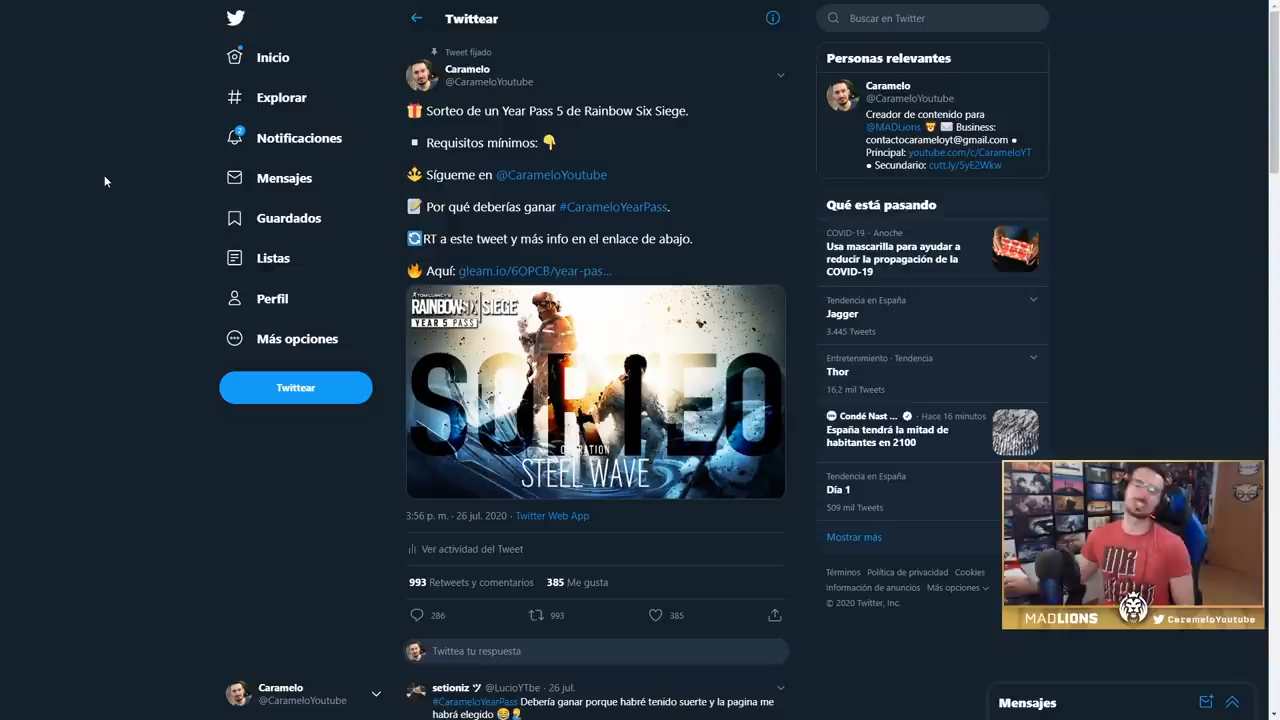 Inicio
Explorar
2
Notificaciones
Mensajes
Guardados
Listas
Perfil
Más opciones
Twittear
Caramelo
@CarameloYoutube
Twittear
Tweet fijado
Caramelo
@CarameloYoutube
Sorteo de un Year Pass 5 de Rainbow Six Siege.
Requisitos mínimos:
Sígueme en @CarameloYoutube
Por qué deberías ganar #CarameloYearPass.
RT a este tweet y más info en el enlace de abajo.
Aquí: gleam.io/6OPCB/year-pas...
TOM CLANCY'S
RAINBOW SIX | SIEGE
YEAR 5 PASS
SORTEO
OPERATION
STEEL WAVE
3:56 p. m. · 26 jul. 2020 · Twitter Web App
Ver actividad del Tweet
993 Retweets y comentarios 385 Me gusta
286 993 385
Twittea tu respuesta
setioniz ツ @LucioYTbe · 26 jul.
#CarameloYearPass Debería ganar porque habré tenido suerte y la pagina me
habrá elegido
Buscar en Twitter
Personas relevantes
Caramelo
@CarameloYoutube
Creador de contenido para
@MADLions Business:
contactocarameloyt@gmail.com ●
Principal: youtube.com/c/CarameloYT
● Secundario: cutt.ly/5yE2Wkw
Qué está pasando
COVID-19 · Anoche
Usa mascarilla para ayudar a
reducir la propagación de la
COVID-19
Tendencia en España
Jagger
3.445 Tweets
Entretenimiento · Tendencia
Thor
16,2 mil Tweets
Condé Nast ... · Hace 16 minutos
España tendrá la mitad de
habitantes en 2100
Tendencia en España
Día 1
509 mil Tweets
Mostrar más
Términos Política de privacidad Cookies
Información de anuncios Más opciones
© 2020 Twitter, Inc.
MADLIONS CarameloYoutube
Mensajes